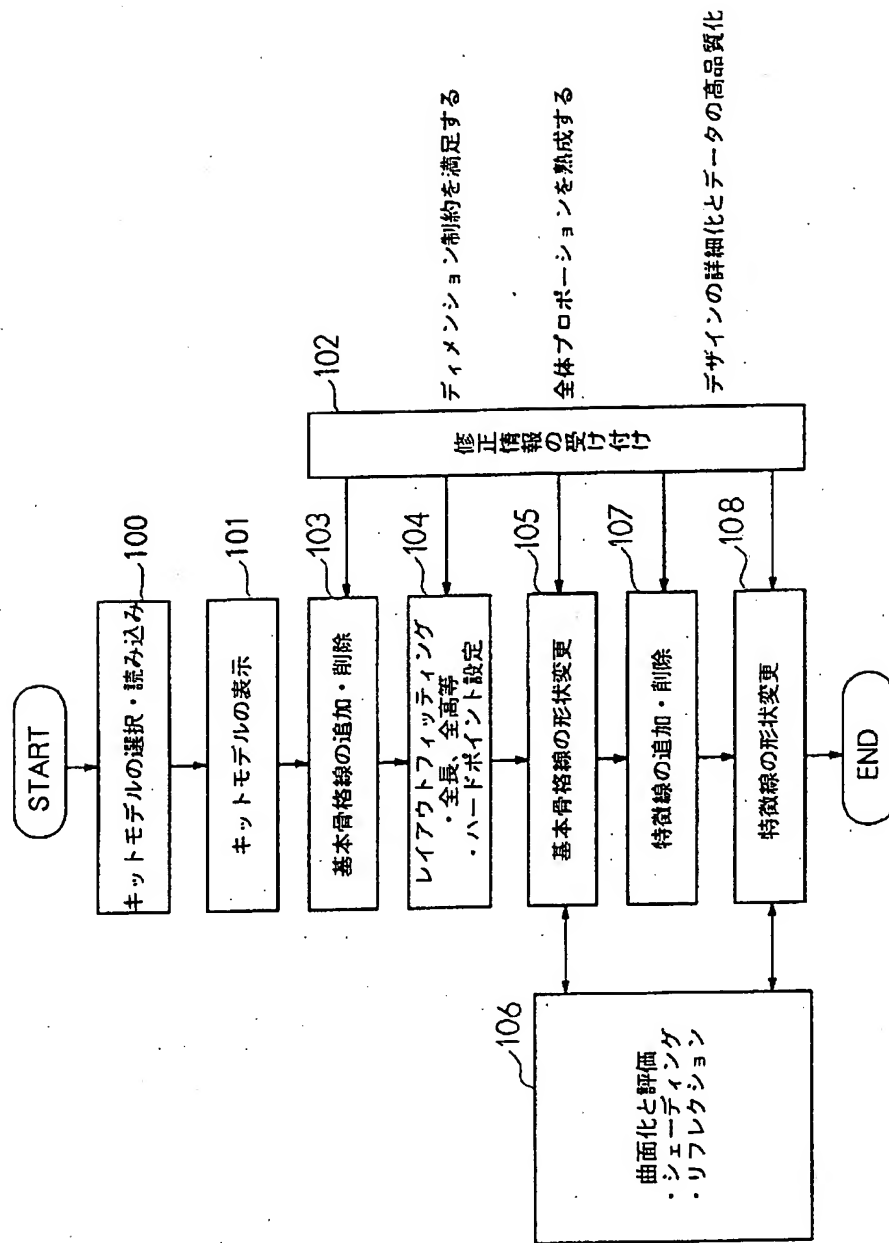 START
キットモデルの選択・読み込み
100
キットモデルの表示
101
基本骨格線の追加・削除
103
修正情報の受け付け
102
レイアウトフィッティング
・全長、全高等
・ハードポイント設定
104
ディメンション制約を満足する
基本骨格線の形状変更
105
全体プロポーションを熟成する
曲面化と評価
・シェーディング
・リフレクション
106
特徴線の追加・削除
107
特徴線の形状変更
108
デザインの詳細化とデータの高品質化
END